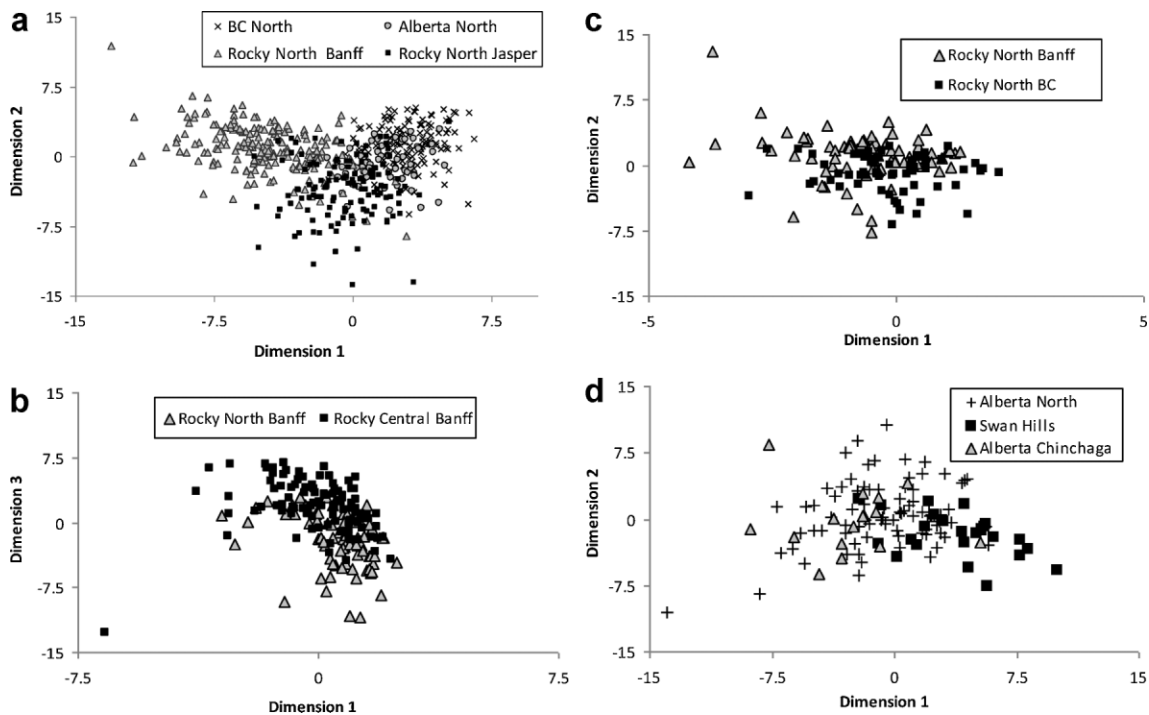 a
15
7.5
0
-7.5
-15
Dimension 2
BC North Alberta North
Rocky North Banff Rocky North Jasper
-15 -7.5 0 7.5
Dimension 1
c
15
7.5
0
-7.5
-15
Dimension 2
Rocky North Banff
Rocky North BC
-5 0 5
Dimension 1
b
15
7.5
0
-7.5
-15
Dimension 3
Rocky North Banff Rocky Central Banff
-7.5 0 7.5
Dimension 1
d
15
7.5
0
-7.5
-15
Dimension 2
Alberta North
Swan Hills
Alberta Chinchaga
-15 -7.5 0 7.5 15
Dimension 1